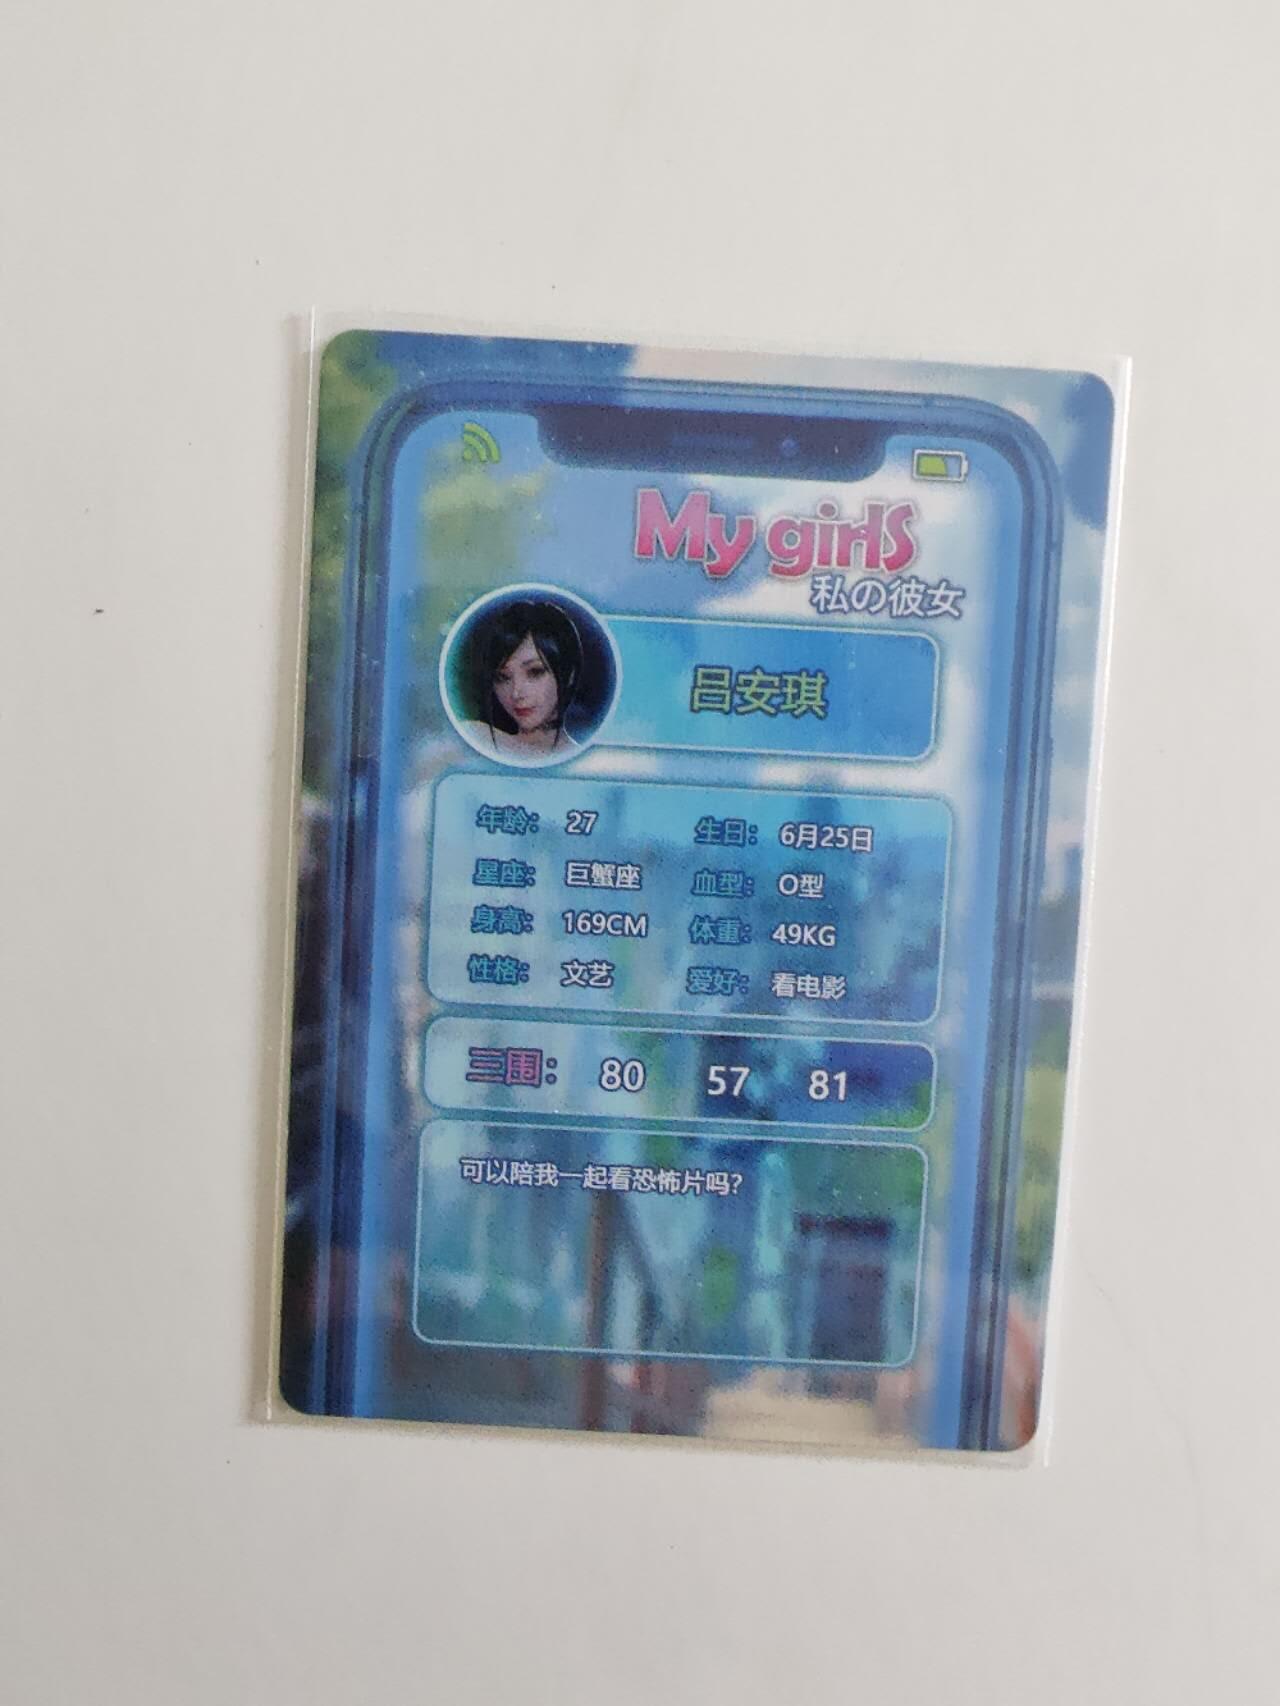 My girls
私の彼女
吕安琪
年龄: 27 生日: 6月25日
星座: 巨蟹座 血型: O型
身高: 169CM 体重: 49KG
性格: 文艺 爱好: 看电影
三围: 80 57 81
可以陪我一起看恐怖片吗?